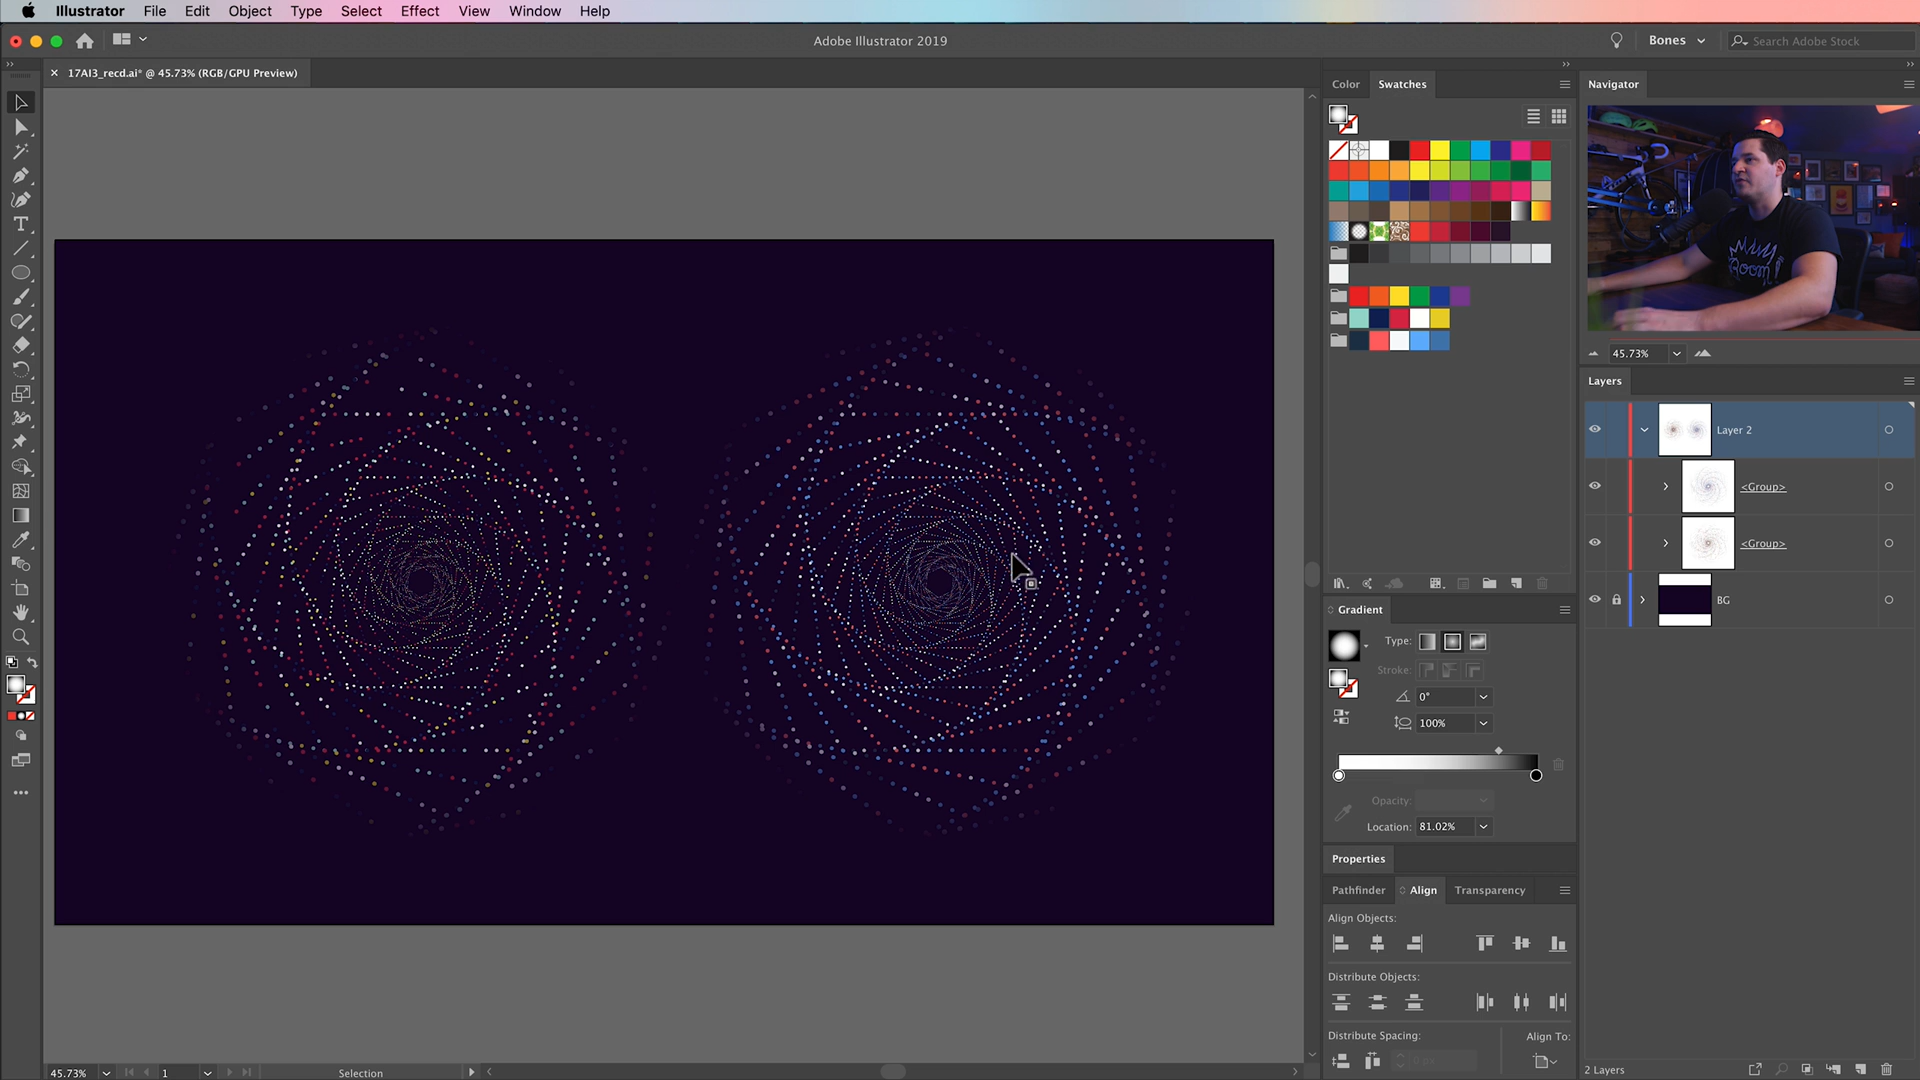 Illustrator File Edit Object Type Select Effect View Window Help
Adobe Illustrator 2019
Bones
Search Adobe Stock
17AI3_recd.ai* @ 45.73% (RGB/GPU Preview)
Color Swatches
Navigator
45.73%
Layers
Layer 2
<Group>
<Group>
BG
Gradient
Type:
Stroke:
0°
100%
Opacity:
Location: 81.02%
Properties
Pathfinder Align Transparency
Align Objects:
Distribute Objects:
Distribute Spacing:
Align To:
45.73%
1
Selection
2 Layers